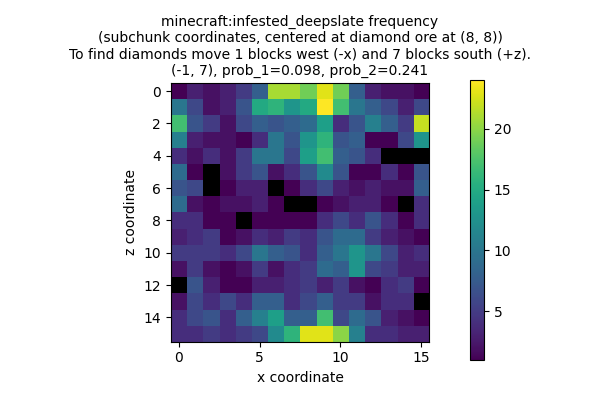 minecraft:infested_deepslate frequency
(subchunk coordinates, centered at diamond ore at (8, 8))
To find diamonds move 1 blocks west (-x) and 7 blocks south (+z).
(-1, 7), prob_1=0.098, prob_2=0.241
0
2
4
6
8
10
12
14
z coordinate
0
5
10
15
x coordinate
20
15
10
5